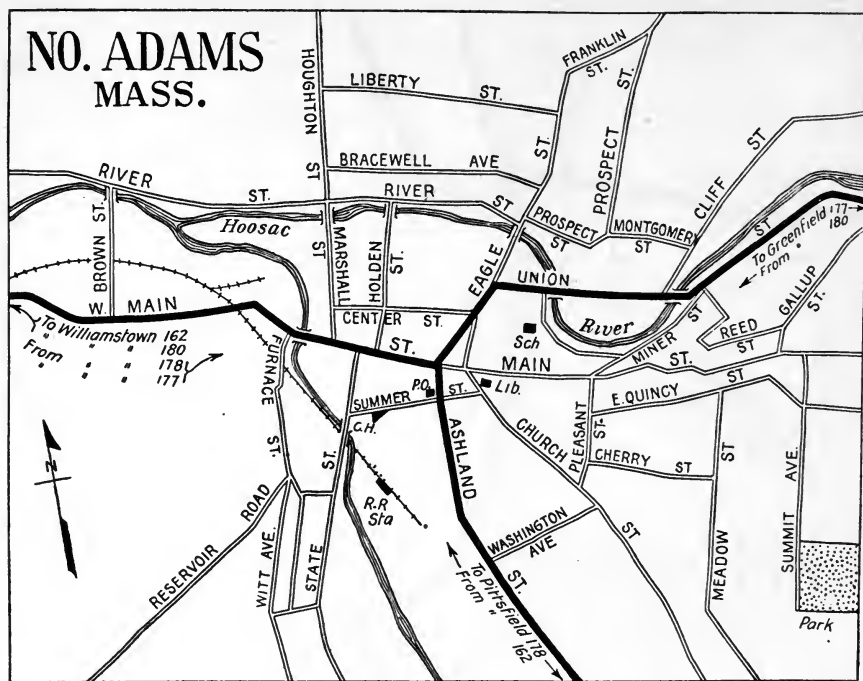 NO. ADAMS
MASS.
HOUGHTON ST
LIBERTY ST.
FRANKLIN ST.
ST.
PROSPECT ST.
BRACEWELL AVE
CLIFF ST
RIVER ST.
RIVER ST
Hoosac
BROWN ST.
MARSHALL ST
HOLDEN ST.
EAGLE
PROSPECT ST
MONTGOMERY ST
UNION ST
To Greenfield 177
From " 180
GALLUP ST.
W. MAIN ST.
CENTER ST.
River
MINER ST
REED ST
Sch
MAIN ST.
To Williamstown 162
" " 180
From " " 178
" " " 177
FURNACE ST.
P.O.
Lib.
SUMMER ST.
C.H.
E. QUINCY ST
PLEASANT ST.
CHERRY ST
N
ASHLAND ST.
CHURCH ST
R.R
Sta
RESERVOIR ROAD
WITT AVE.
STATE ST.
WASHINGTON AVE
MEADOW ST
SUMMIT AVE.
To Pittsfield 178
From " 162
Park